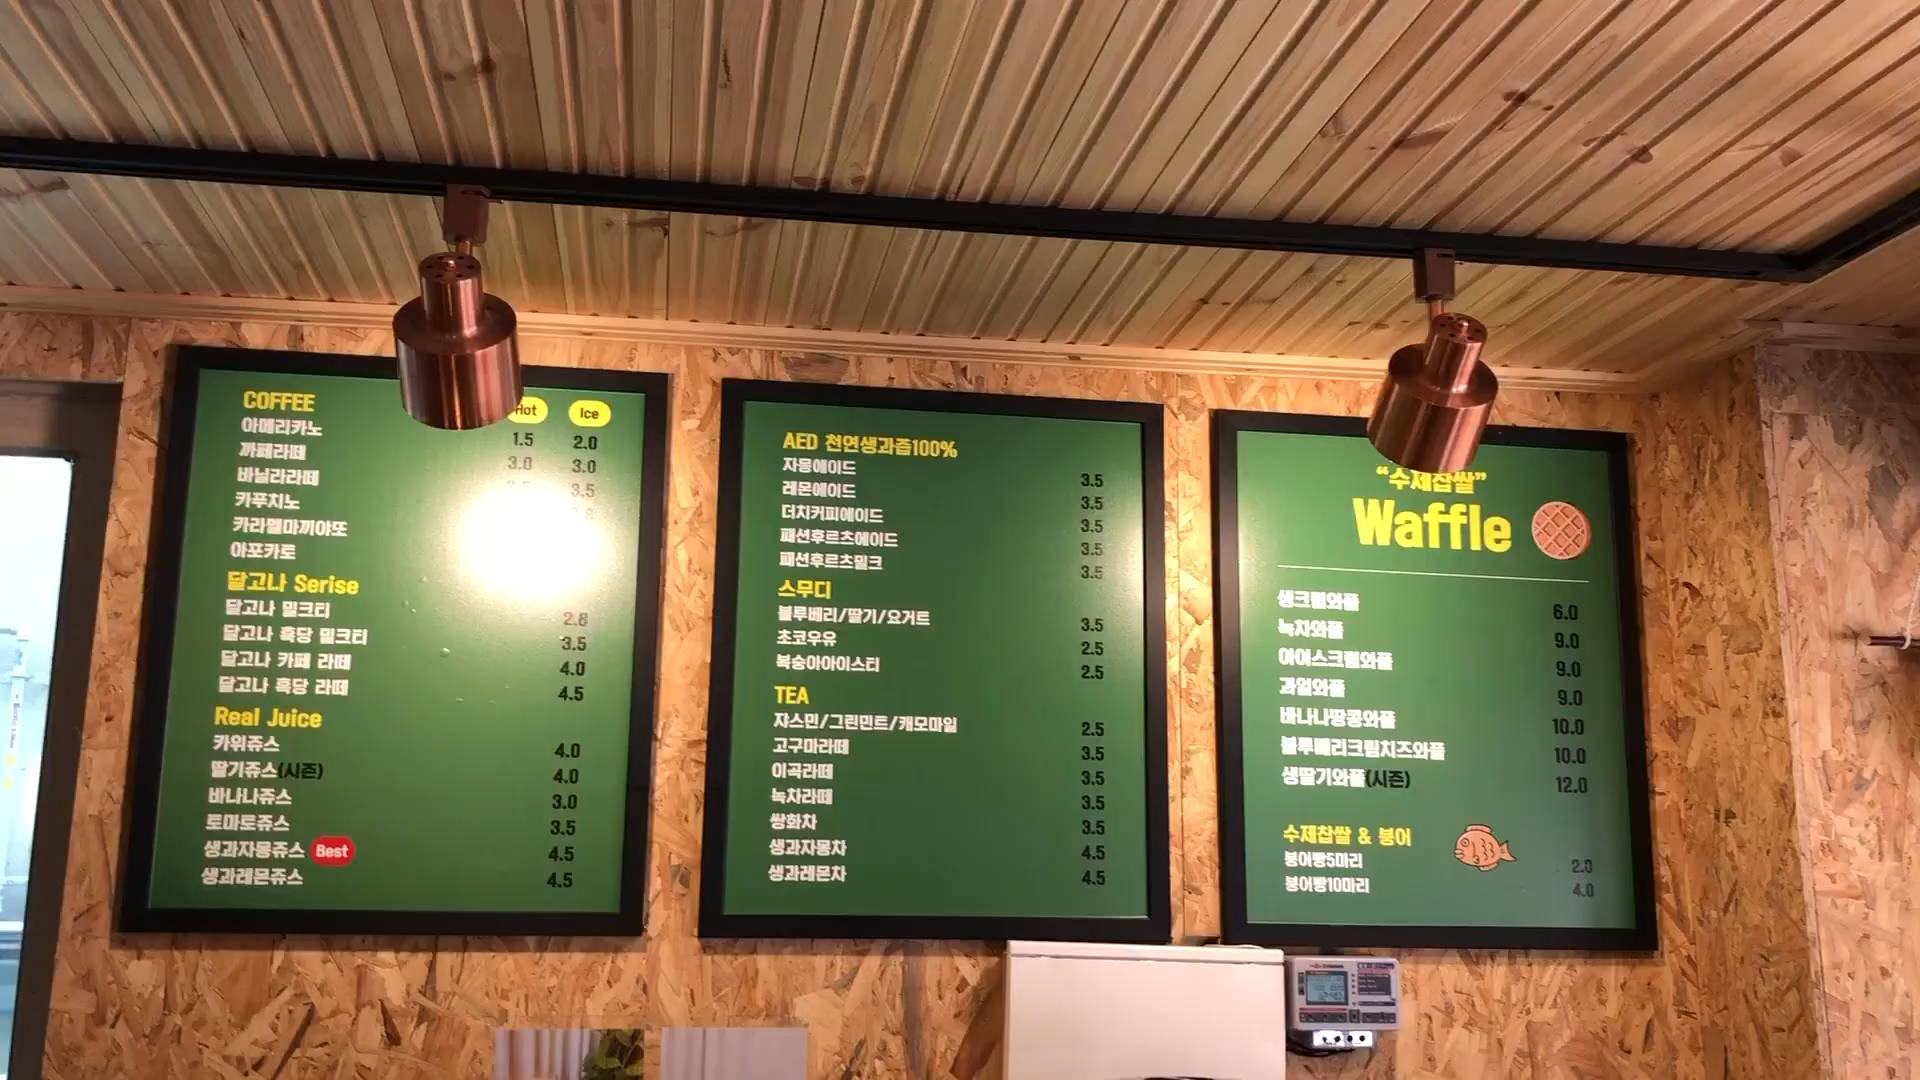 COFFEE Hot Ice
아메리카노 1.5 2.0
까페라떼 3.0 3.0
바닐라라떼 3.5 3.5
카푸치노
카라멜마끼야또
아포카로
달고나 Serise
달고나 밀크티 2.8
달고나 흑당 밀크티 3.5
달고나 카페 라떼 4.0
달고나 흑당 라떼 4.5
Real Juice
카위쥬스 4.0
딸기쥬스(시즌) 4.0
바나나쥬스 3.0
토마토쥬스 3.5
생과자몽쥬스 Best 4.5
생과레몬쥬스 4.5
AED 천연생과즙100%
자몽에이드 3.5
레몬에이드 3.5
더치커피에이드 3.5
패션후르츠에이드 3.5
패션후르츠밀크 3.5
스무디
블루베리/딸기/요거트 3.5
초코우유 2.5
복숭아아이스티 2.5
TEA
쟈스민/그린민트/캐모마일 2.5
고구마라떼 3.5
이곡라떼 3.5
녹차라떼 3.5
쌍화차 3.5
생과자몽차 4.5
생과레몬차 4.5
“수제찹쌀”
Waffle
생크림와플 6.0
녹차와플 9.0
아이스크림와플 9.0
과일와플 9.0
바나나땅콩와플 10.0
블루베리크림치즈와플 10.0
생딸기와플(시즌) 12.0
수제찹쌀 & 붕어
붕어빵5마리 2.0
붕어빵10마리 4.0